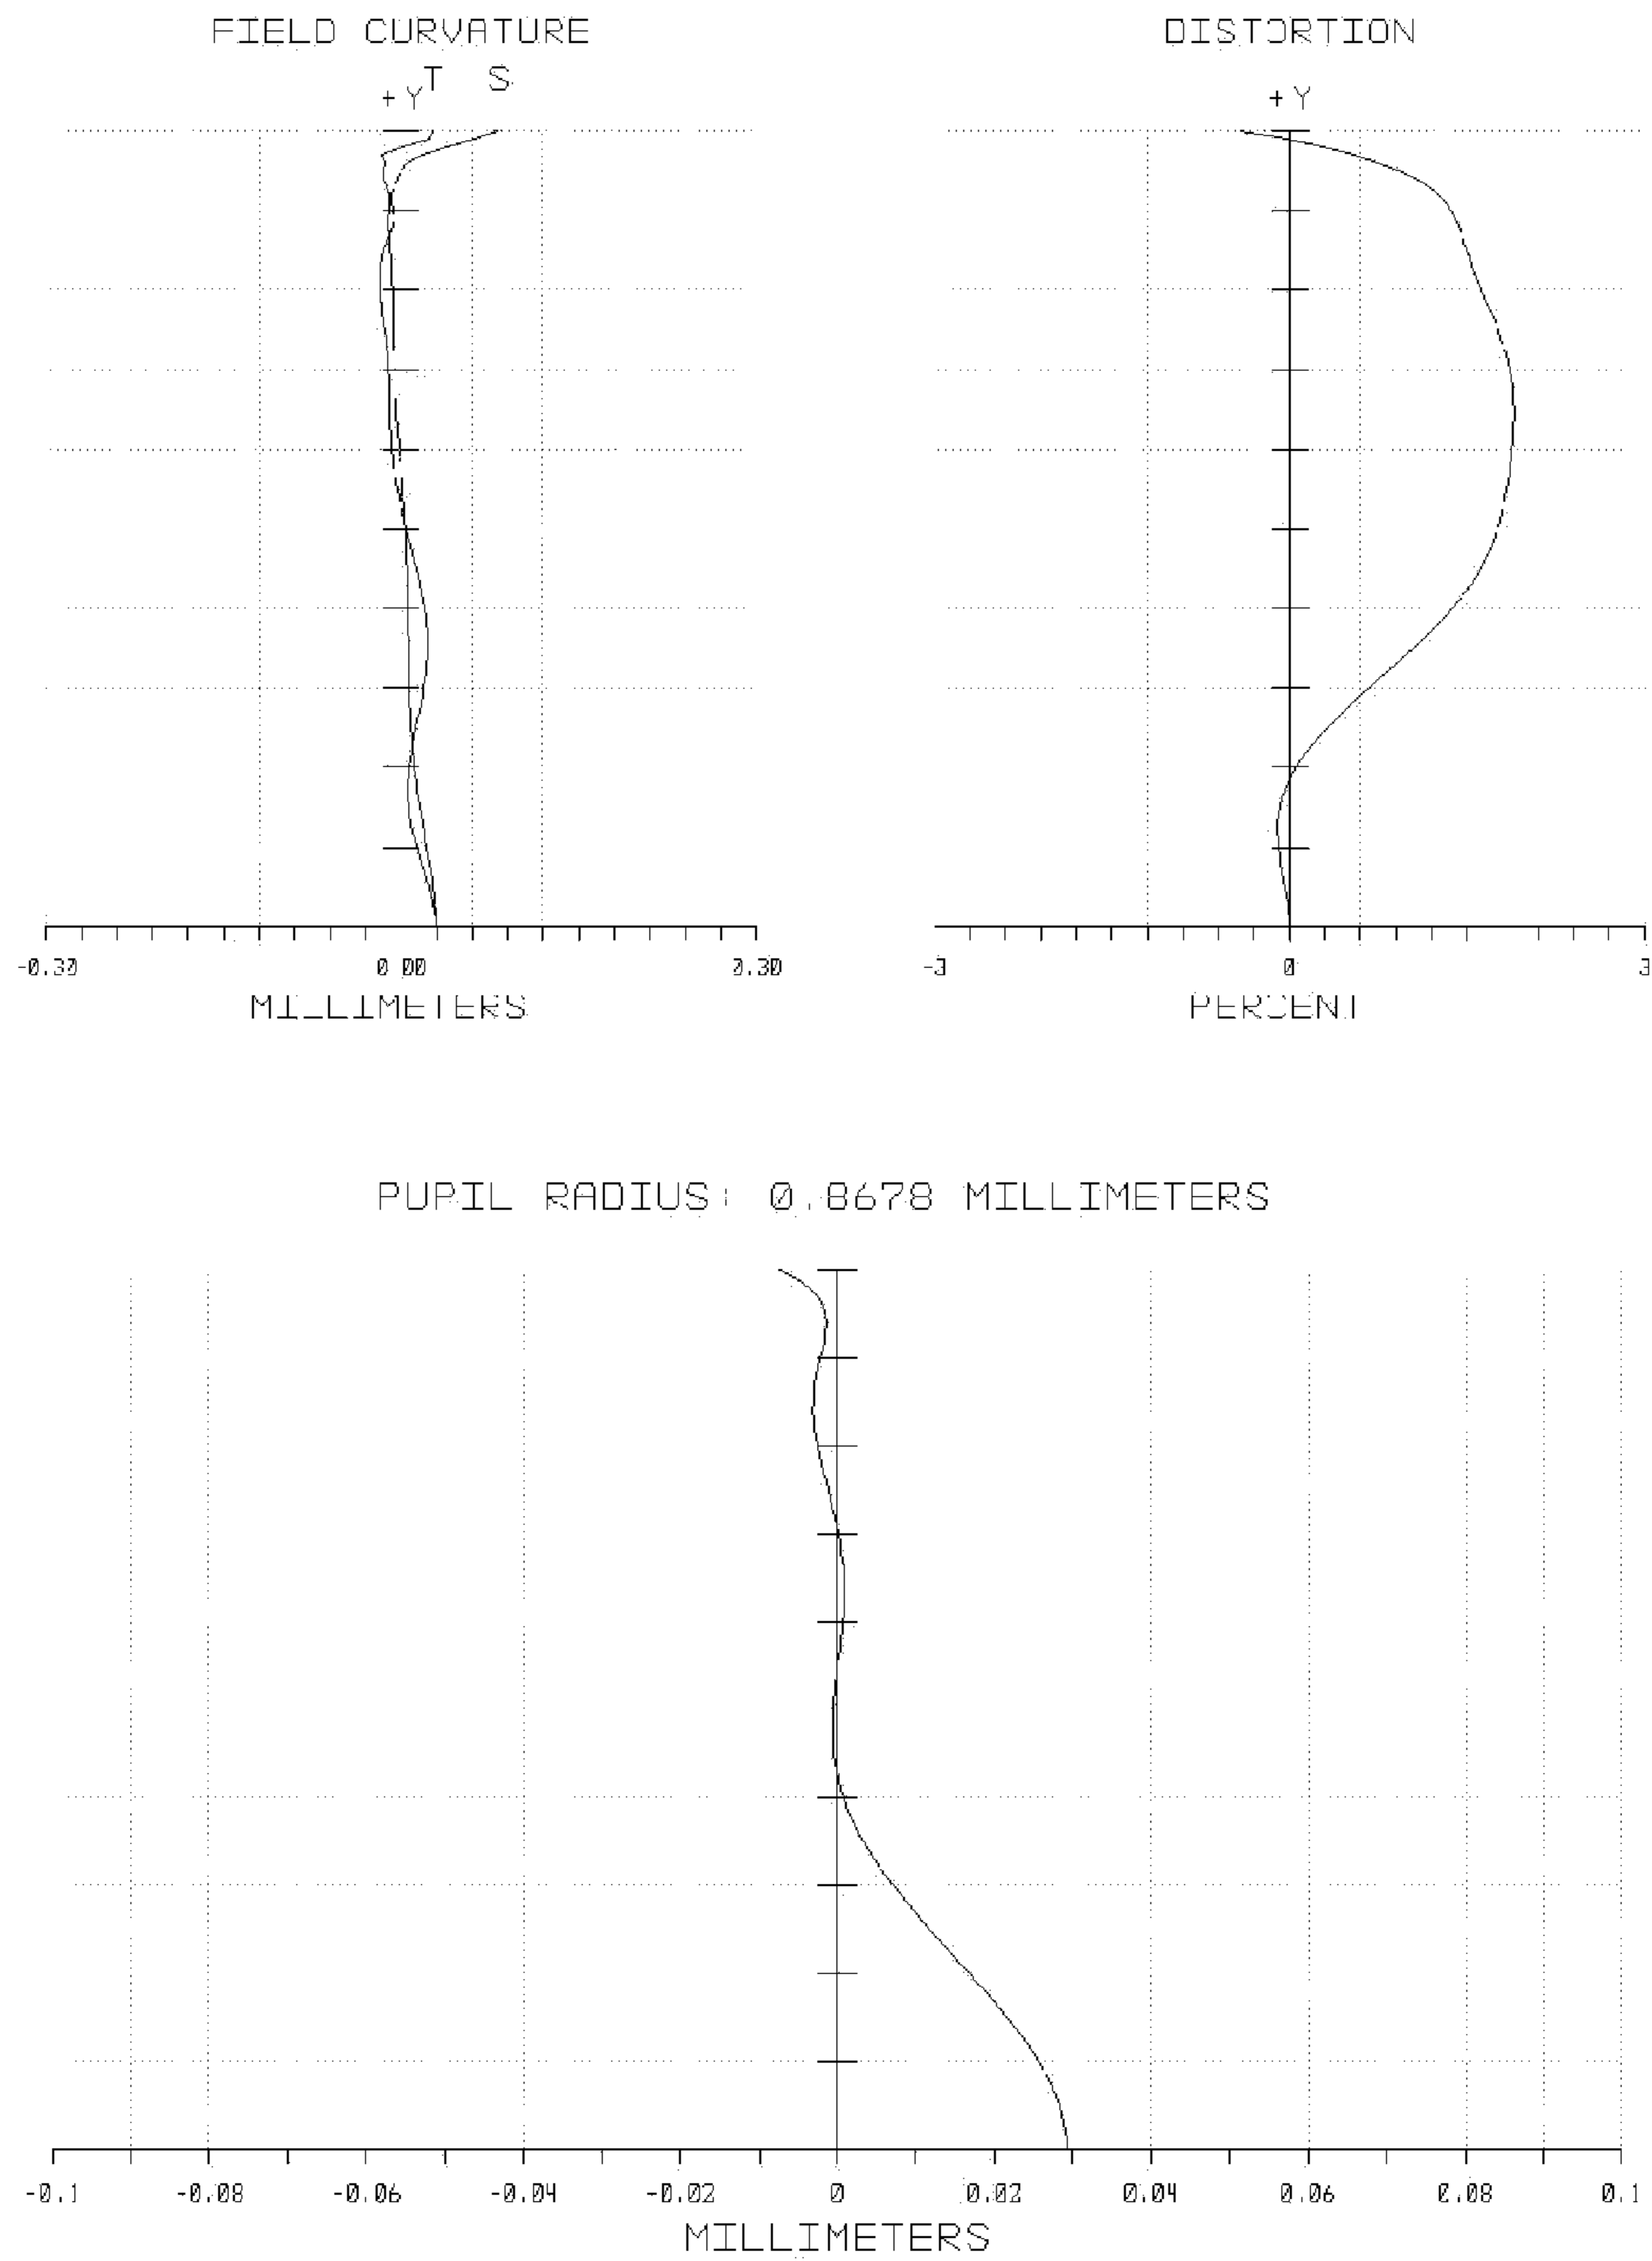 FIELD CURVATURE
T S
+Y
-0.30 0.00 0.30
MILLIMETERS
DISTORTION
+Y
-3 0 3
PERCENT
PUPIL RADIUS: 0.8678 MILLIMETERS
-0.1 -0.08 -0.06 -0.04 -0.02 0 0.02 0.04 0.06 0.08 0.1
MILLIMETERS